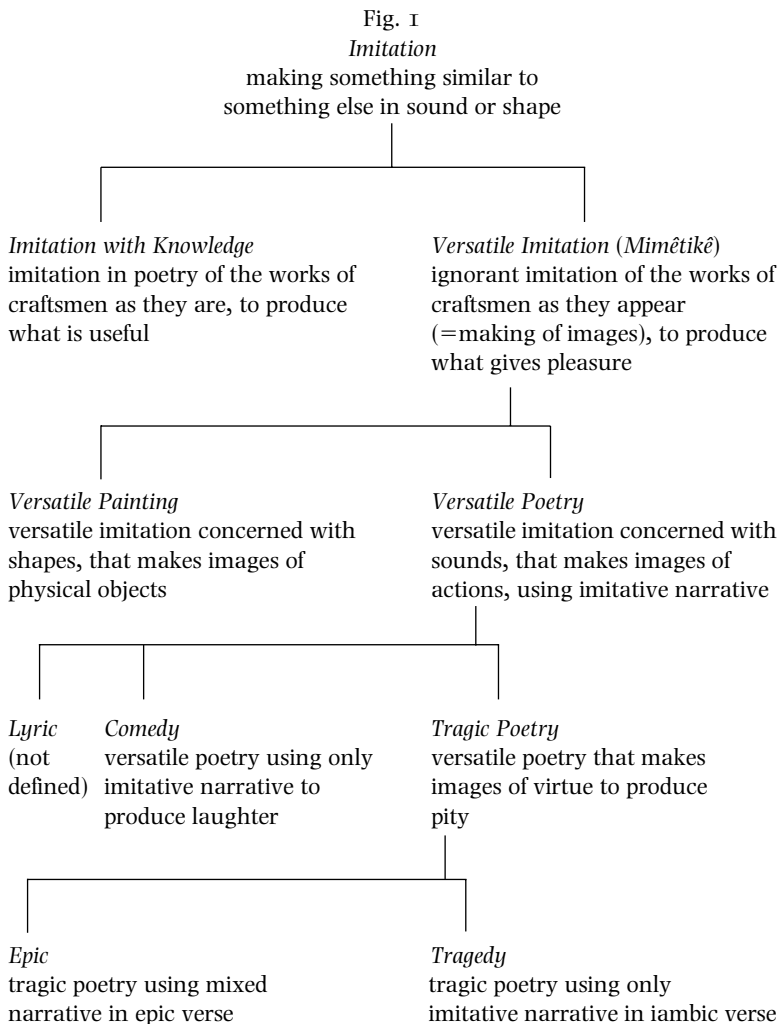 Fig. 1
Imitation
making something similar to
something else in sound or shape
Imitation with Knowledge
imitation in poetry of the works of
craftsmen as they are, to produce
what is useful
Versatile Imitation (Mimêtikê)
ignorant imitation of the works of
craftsmen as they appear
(=making of images), to produce
what gives pleasure
Versatile Painting
versatile imitation concerned with
shapes, that makes images of
physical objects
Versatile Poetry
versatile imitation concerned with
sounds, that makes images of
actions, using imitative narrative
Lyric
(not
defined)
Comedy
versatile poetry using only
imitative narrative to
produce laughter
Tragic Poetry
versatile poetry that makes
images of virtue to produce
pity
Epic
tragic poetry using mixed
narrative in epic verse
Tragedy
tragic poetry using only
imitative narrative in iambic verse